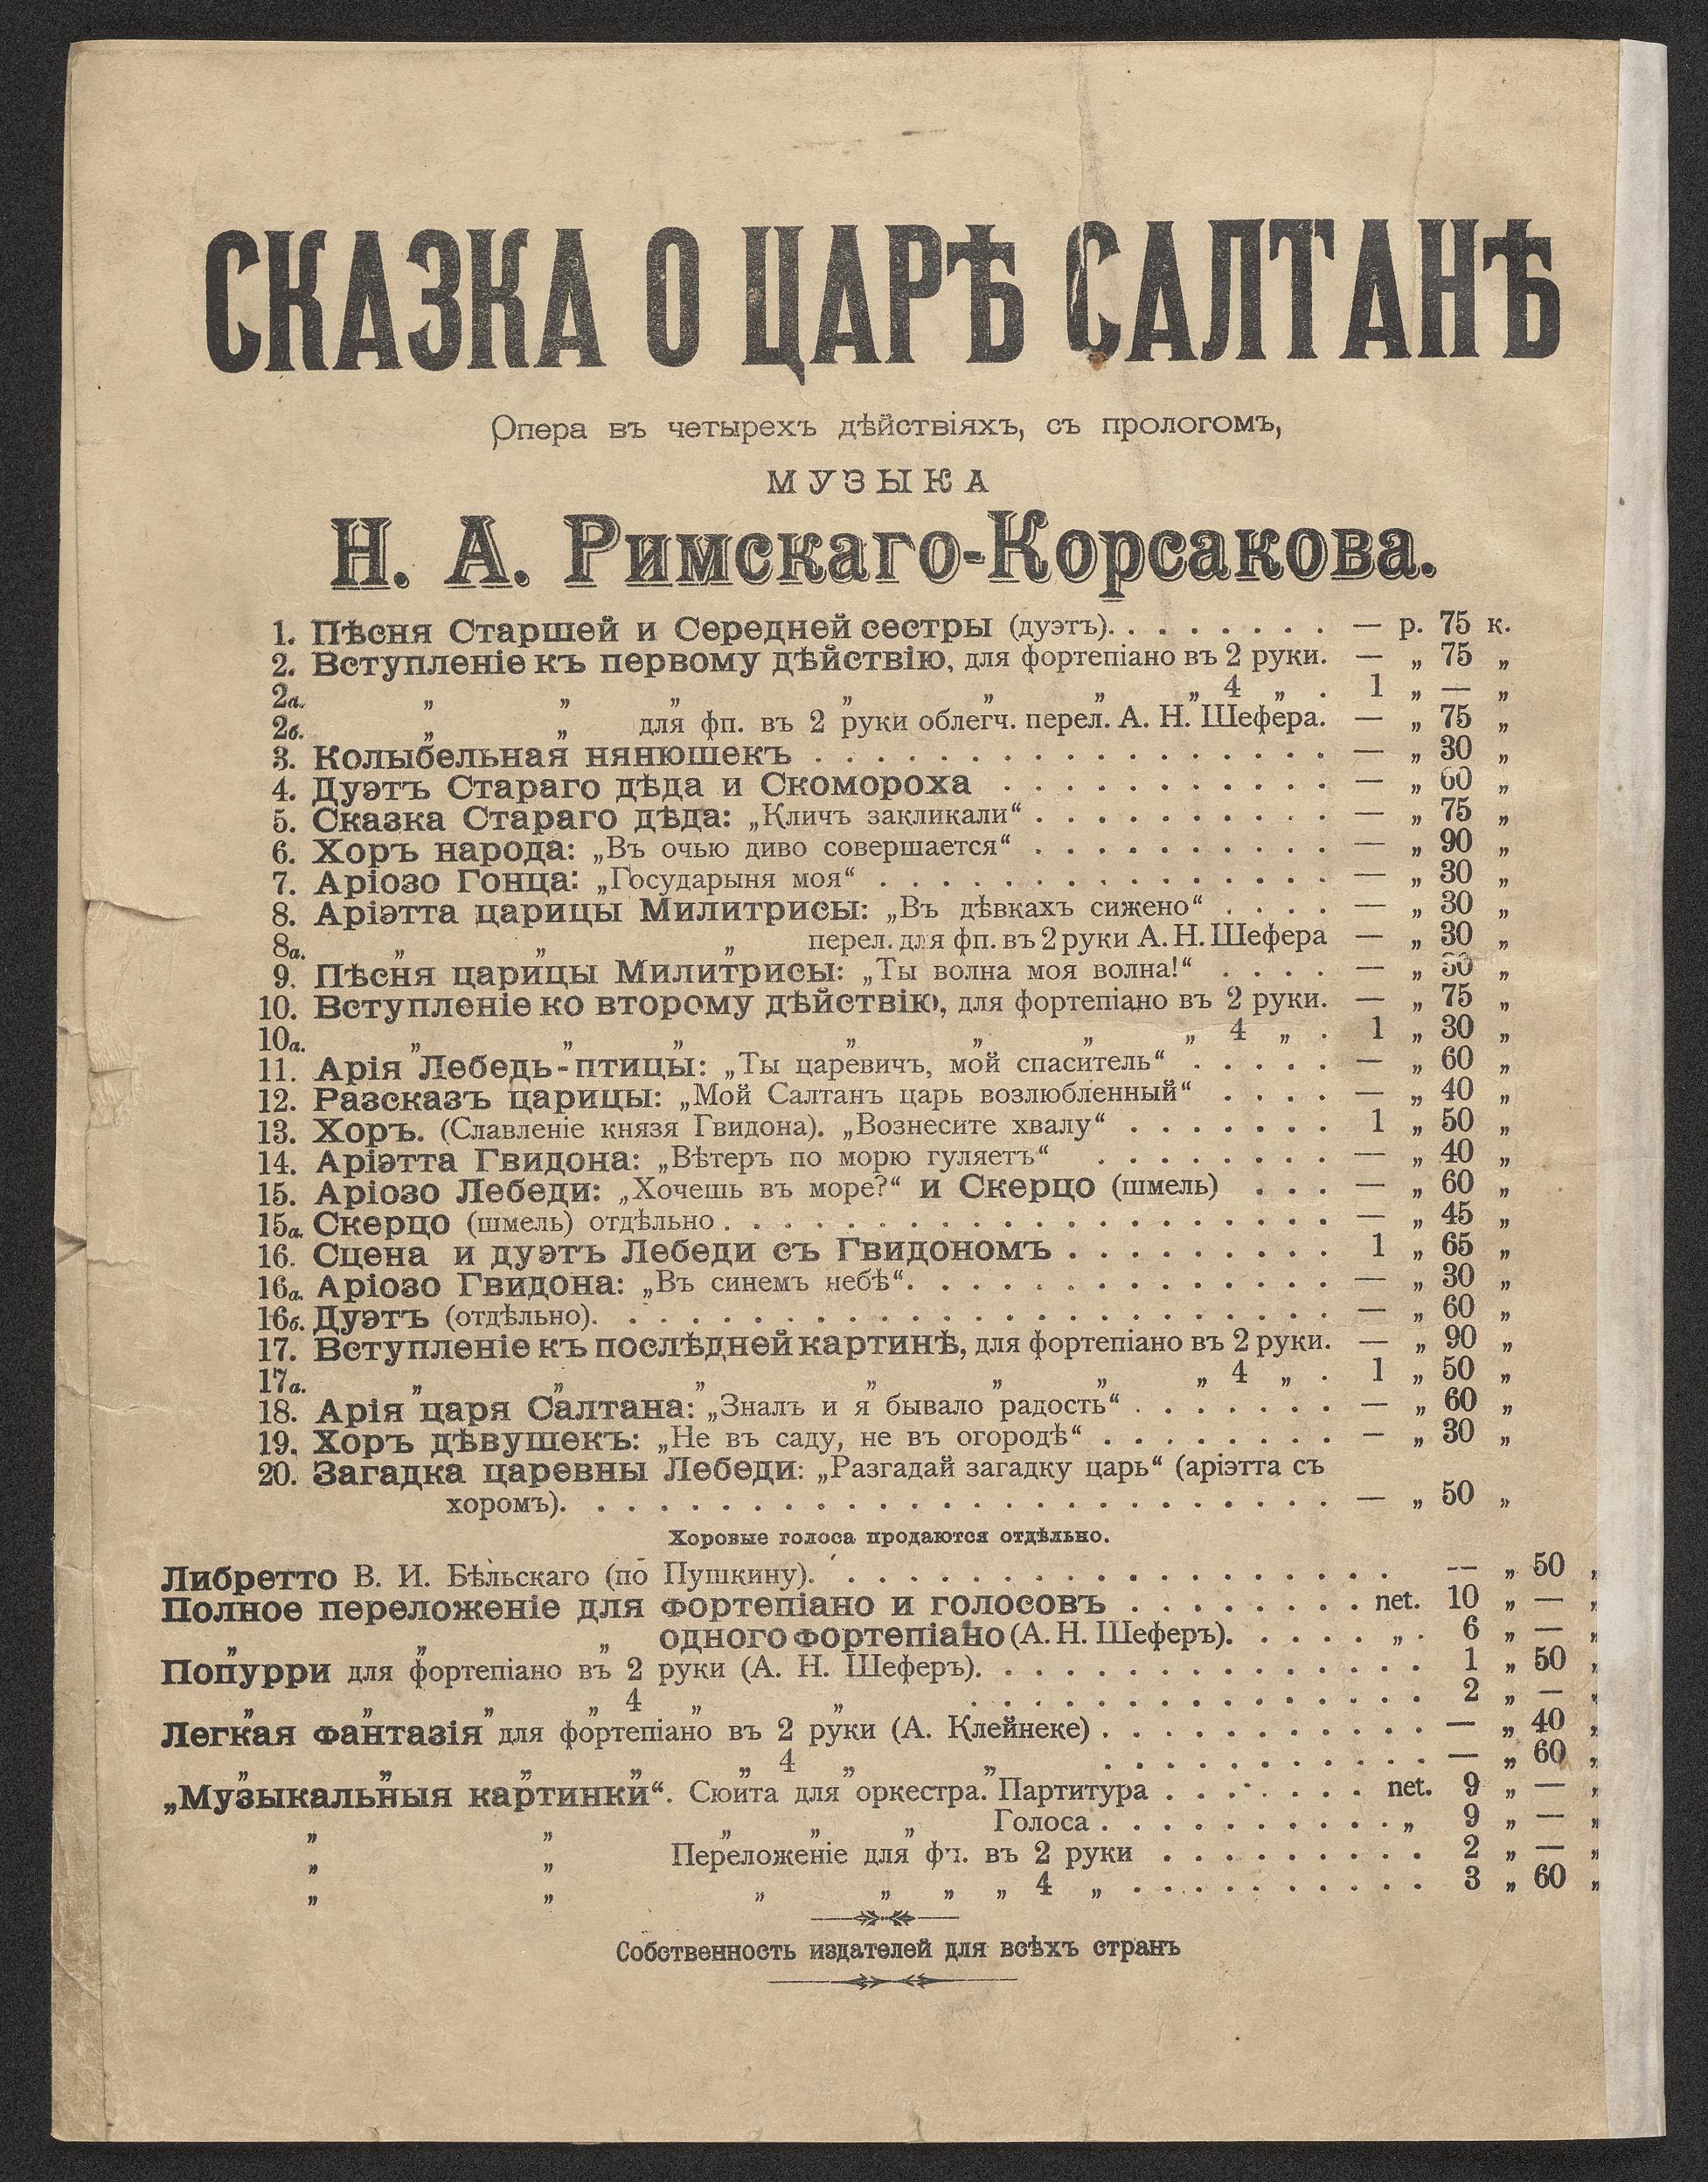 СКАЗКА О ЦАРѢ САЛТАНѢ
Опера въ четырехъ дѣйствіяхъ, съ прологомъ,
МУЗЫКА
Н. А. Римскаго-Корсакова.
1. Пѣсня Старшей и Середней сестры (дуэтъ). . . . . . . . — р. 75 к.
2. Вступленіе къ первому дѣйствію, для фортепіано въ 2 руки. — „ 75 „
2а. „ „ „ „ „ „ „ 4 „ . 1 „ — „
2б. „ „ для фп. въ 2 руки облегч. перел. А. Н. Шефера. — „ 75 „
3. Колыбельная нянюшекъ . . . . . . . . . . . . . . . . — „ 30 „
4. Дуэтъ Стараго дѣда и Скомороха . . . . . . . . . . . — „ 60 „
5. Сказка Стараго дѣда: „Кличъ закликали“ . . . . . . . . . . — „ 75 „
6. Хоръ народа: „Въ очью диво совершается“ . . . . . . . . . . — „ 90 „
7. Аріозо Гонца: „Государыня моя“ . . . . . . . . . . . . . . . — „ 30 „
8. Аріэтта царицы Милитрисы: „Въ дѣвкахъ сижено“ . . . . — „ 30 „
8а. „ „ „ перел. для фп. въ 2 руки А. Н. Шефера — „ 30 „
9. Пѣсня царицы Милитрисы: „Ты волна моя волна!“ . . . . — „ 50 „
10. Вступленіе ко второму дѣйствію, для фортепіано въ 2 руки. — „ 75 „
10а. „ „ „ „ „ „ „ 4 „ . 1 „ 30 „
11. Арія Лебедь-птицы: „Ты царевичъ, мой спаситель“ . . . . . — „ 60 „
12. Разсказъ царицы: „Мой Салтанъ царь возлюбленный“ . . . . — „ 40 „
13. Хоръ. (Славленіе князя Гвидона). „Вознесите хвалу“ . . . . . . . 1 „ 50 „
14. Аріэтта Гвидона: „Вѣтеръ по морю гуляетъ“ . . . . . . . . — „ 40 „
15. Аріозо Лебеди: „Хочешь въ море?“ и Скерцо (шмель) . . . — „ 60 „
15а. Скерцо (шмель) отдѣльно . . . . . . . . . . . . . . . . . . . — „ 45 „
16. Сцена и дуэтъ Лебеди съ Гвидономъ . . . . . . . . . 1 „ 65 „
16а. Аріозо Гвидона: „Въ синемъ небѣ“. . . . . . . . . . . . . . — „ 30 „
16б. Дуэтъ (отдѣльно). . . . . . . . . . . . . . . . . . . . . . . — „ 60 „
17. Вступленіе къ послѣдней картинѣ, для фортепіано въ 2 руки. — „ 90 „
17а. „ „ „ „ „ „ „ 4 „ . 1 „ 50 „
18. Арія царя Салтана: „Зналъ и я бывало радость“ . . . . . . . — „ 60 „
19. Хоръ дѣвушекъ: „Не въ саду, не въ огородѣ“ . . . . . . . . — „ 30 „
20. Загадка царевны Лебеди: „Разгадай загадку царь“ (аріэтта съ
хоромъ). . . . . . . . . . . . . . . . . . . . . . . . . — „ 50 „
Хоровые голоса продаются отдѣльно.
Либретто В. И. Бѣльскаго (по Пушкину). . . . . . . . . . . . . . . . . . — „ 50 „
Полное переложеніе для фортепіано и голосовъ . . . . . . . . net. 10 „ — „
„ „ „ одного фортепіано (А. Н. Шеферъ). . . . . „ . 6 „ — „
Попурри для фортепіано въ 2 руки (А. Н. Шеферъ). . . . . . . . . . . . . . . 1 „ 50 „
„ „ „ „ 4 „ „ . . . . . . . . . . . . . . 2 „ — „
Легкая фантазія для фортепіано въ 2 руки (А. Клейнеке) . . . . . . . . . . . — „ 40 „
„ „ „ „ „ 4 „ „ . . . . . . . . . . . — „ 60 „
„Музыкальныя картинки“. Сюита для оркестра. Партитура . . . . . . . net. 9 „ — „
„ „ „ „ „ Голоса . . . . . . . . . . „ 9 „ — „
„ „ Переложеніе для фп. въ 2 руки . . . . . . . . . 2 „ — „
„ „ „ „ „ „ 4 „ . . . . . . . . . . 3 „ 60 „
Собственность издателей для всѣхъ странъ